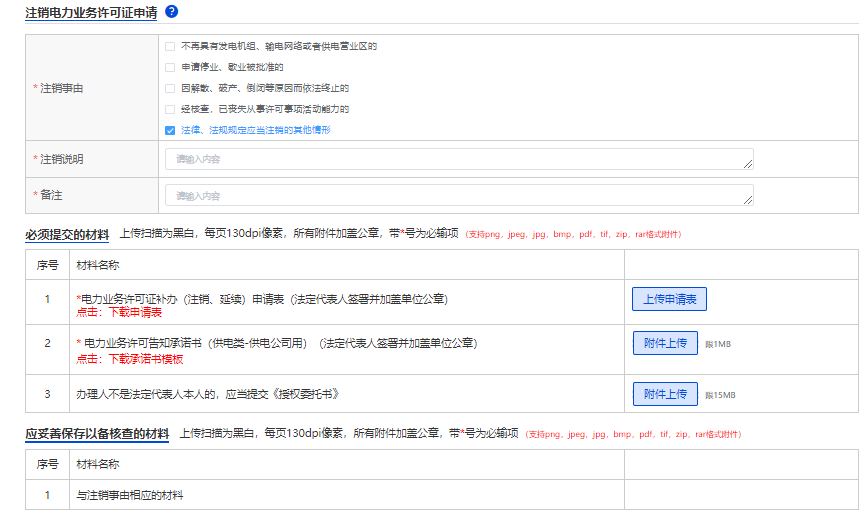 注销电力业务许可证申请 ?
不再具有发电机组、输电网络或者供电营业区的
申请停业、歇业被批准的
* 注销事由
因解散、破产、倒闭等原因而依法终止的
经核查，已丧失从事许可事项活动能力的
法律、法规规定应当注销的其他情形
* 注销说明 请输入内容
* 备注 请输入内容
必须提交的材料 上传扫描为黑白，每页130dpi像素，所有附件加盖公章，带*号为必输项 （支持png、jpeg、jpg、bmp、pdf、tif、zip、rar格式附件）
序号 材料名称
1 *电力业务许可证补办（注销、延续）申请表（法定代表人签署并加盖单位公章） 上传申请表
点击：下载申请表
2 * 电力业务许可告知承诺书（供电类-供电公司用）（法定代表人签署并加盖单位公章） 附件上传 限1MB
点击：下载承诺书模板
3 办理人不是法定代表人本人的，应当提交《授权委托书》 附件上传 限15MB
应妥善保存以备核查的材料 上传扫描为黑白，每页130dpi像素，所有附件加盖公章，带*号为必输项 （支持png、jpeg、jpg、bmp、pdf、tif、zip、rar格式附件）
序号 材料名称
1 与注销事由相应的材料